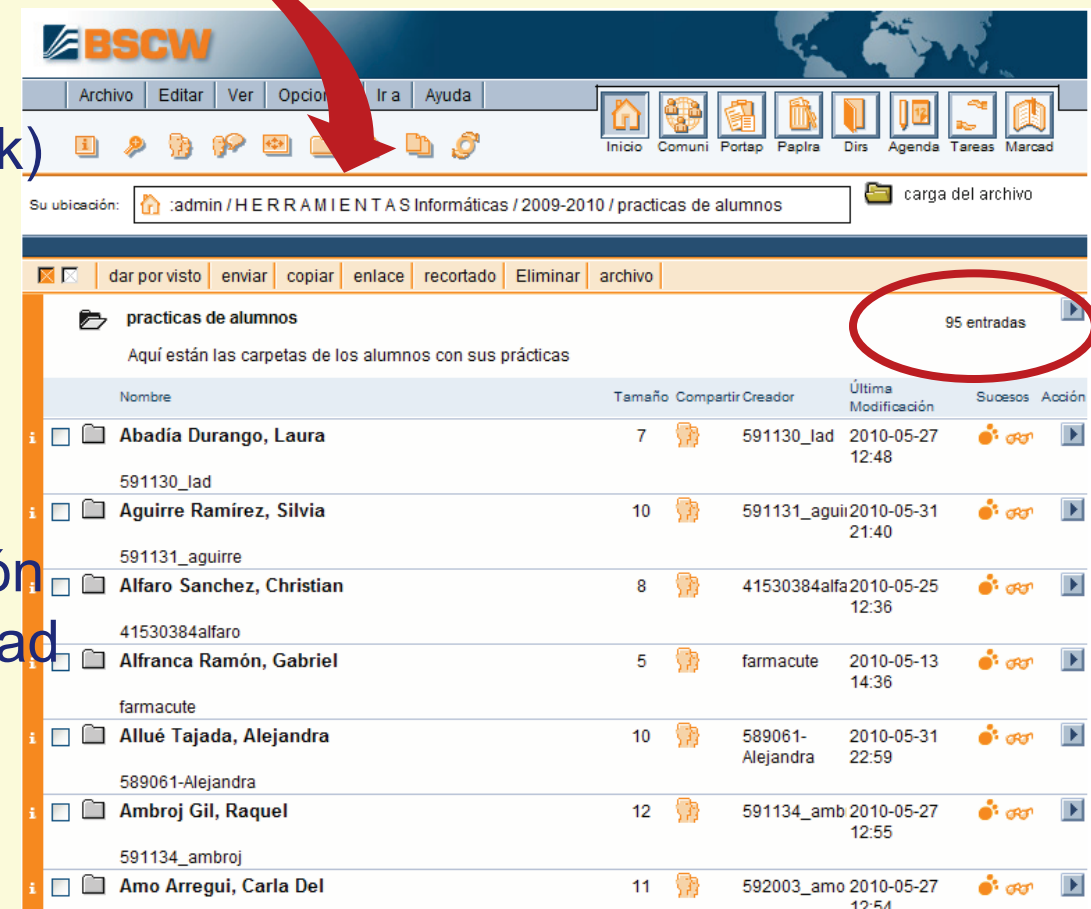 BSCW
Archivo Editar Ver Ir a Ayuda
Inicio Comuni Portap PapIra Dirs Agenda Tareas Marcad
k)
Su ubicación: :admin / H E R R A M I E N T A S Informáticas / 2009-2010 / practicas de alumnos carga del archivo
dar por visto enviar copiar enlace recortado Eliminar archivo
practicas de alumnos 95 entradas
Aquí están las carpetas de los alumnos con sus prácticas
Nombre Tamaño Compartir Creador Última Modificación Sucesos Acción
Abadía Durango, Laura 7 591130_lad 2010-05-27 12:48
591130_lad
Aguirre Ramírez, Silvia 10 591131_agui 2010-05-31 21:40
591131_aguirre
ón
Alfaro Sanchez, Christian 8 41530384alfa 2010-05-25 12:36
41530384alfaro
ad
Alfranca Ramón, Gabriel 5 farmacute 2010-05-13 14:36
farmacute
Allué Tajada, Alejandra 10 589061-Alejandra 2010-05-31 22:59
589061-Alejandra
Ambroj Gil, Raquel 12 591134_amb 2010-05-27 12:55
591134_ambroj
Amo Arregui, Carla Del 11 592003_amo 2010-05-27 12:54